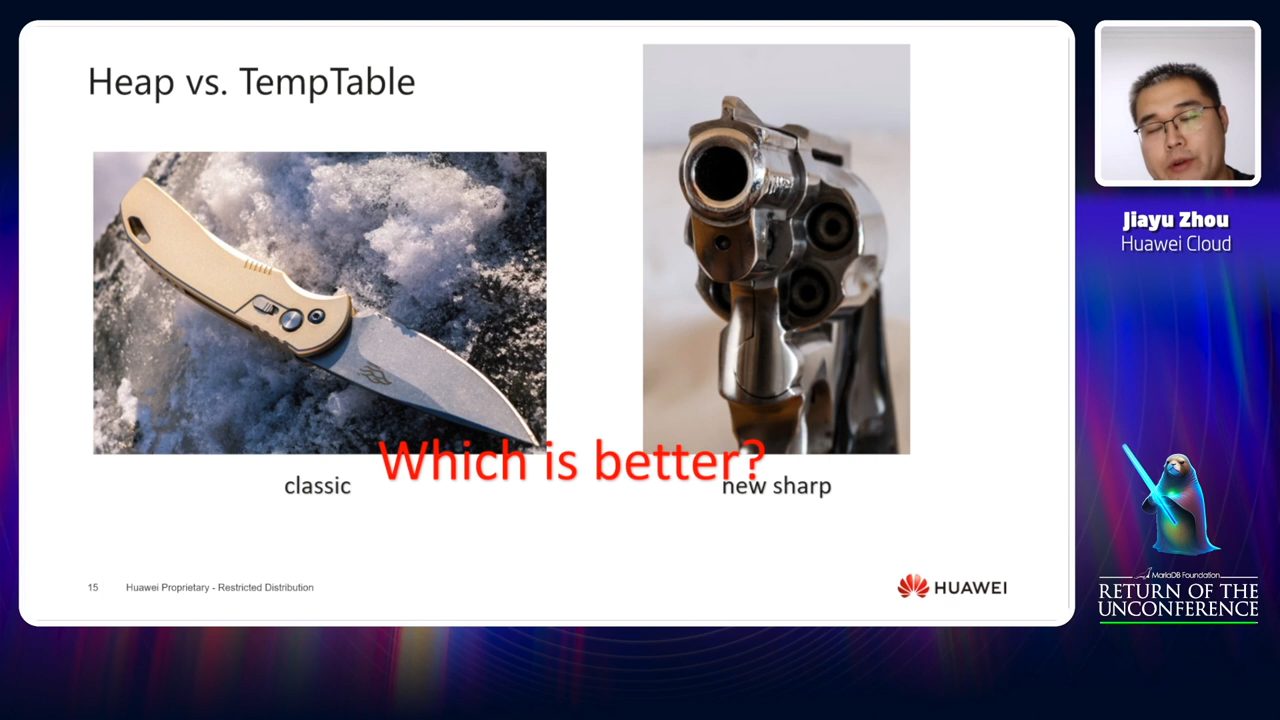 Heap vs. TempTable
Which is better?
classic
new sharp
15
Huawei Proprietary - Restricted Distribution
HUAWEI
Jiayu Zhou
Huawei Cloud
MariaDB Foundation
RETURN OF THE
UNCONFERENCE